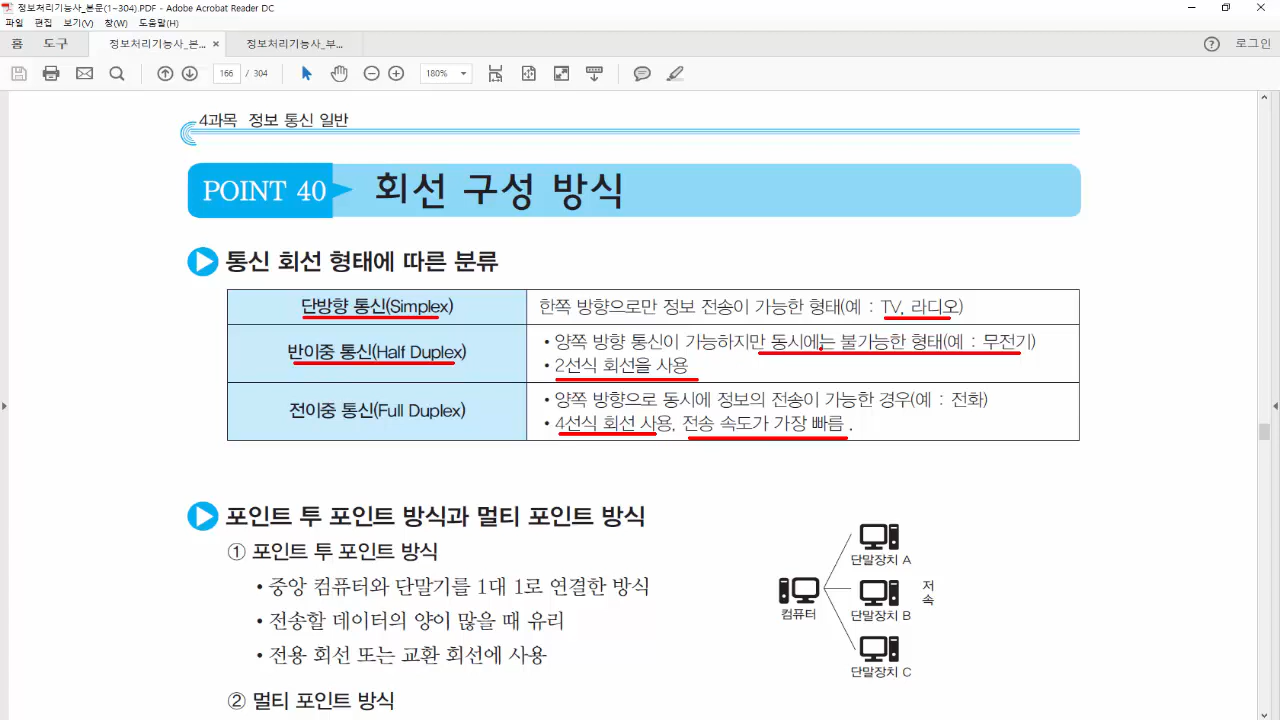 정보처리기능사_본문(1~304).PDF - Adobe Acrobat Reader DC
파일 편집 보기(V) 창(W) 도움말(H)
홈 도구 정보처리기능사_본... × 정보처리기능사_부... 로그인
166 / 304 180%
4과목 정보 통신 일반
POINT 40 회선 구성 방식
통신 회선 형태에 따른 분류
단방향 통신(Simplex) 한쪽 방향으로만 정보 전송이 가능한 형태(예 : TV, 라디오)
반이중 통신(Half Duplex) • 양쪽 방향 통신이 가능하지만 동시에는 불가능한 형태(예 : 무전기)
• 2선식 회선을 사용
전이중 통신(Full Duplex) • 양쪽 방향으로 동시에 정보의 전송이 가능한 경우(예 : 전화)
• 4선식 회선 사용, 전송 속도가 가장 빠름 .
포인트 투 포인트 방식과 멀티 포인트 방식
① 포인트 투 포인트 방식
• 중앙 컴퓨터와 단말기를 1대 1로 연결한 방식
• 전송할 데이터의 양이 많을 때 유리
• 전용 회선 또는 교환 회선에 사용
② 멀티 포인트 방식
컴퓨터
단말장치 A
단말장치 B
단말장치 C
저
속